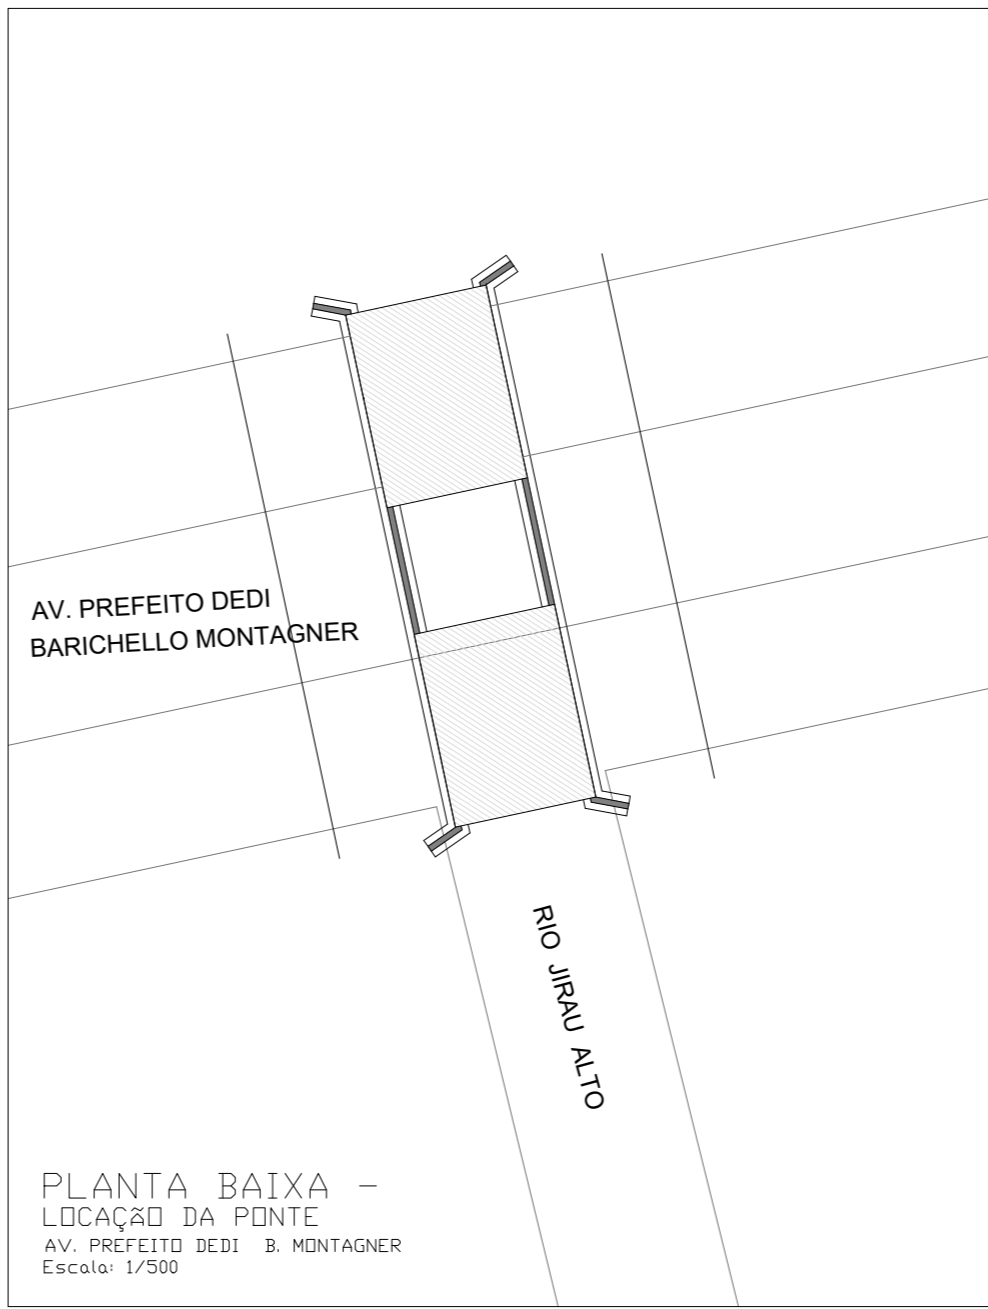 AV. PREFEITO DEDI
BARICHELLO MONTAGNER
RIO JIRAU ALTO
PLANTA BAIXA -
LOCAÇÃO DA PONTE
AV. PREFEITO DEDI B. MONTAGNER
Escala: 1/500